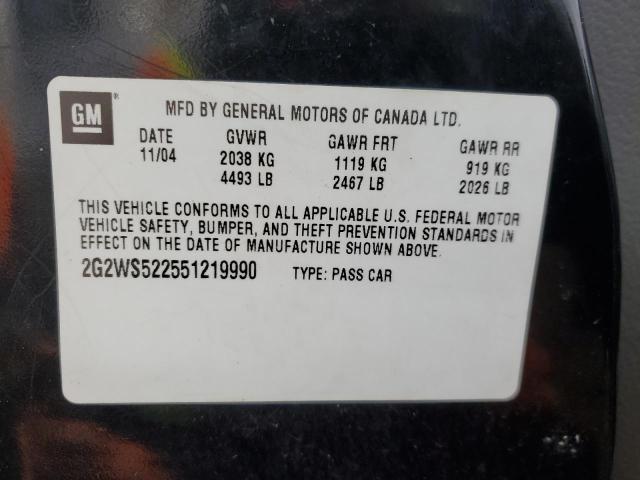 GM®
MFD BY GENERAL MOTORS OF CANADA LTD.
DATE GVWR GAWR FRT GAWR RR
11/04 2038 KG 1119 KG 919 KG
4493 LB 2467 LB 2026 LB
THIS VEHICLE CONFORMS TO ALL APPLICABLE U.S. FEDERAL MOTOR
VEHICLE SAFETY, BUMPER, AND THEFT PREVENTION STANDARDS IN
EFFECT ON THE DATE OF MANUFACTURE SHOWN ABOVE.
2G2WS522551219990 TYPE: PASS CAR